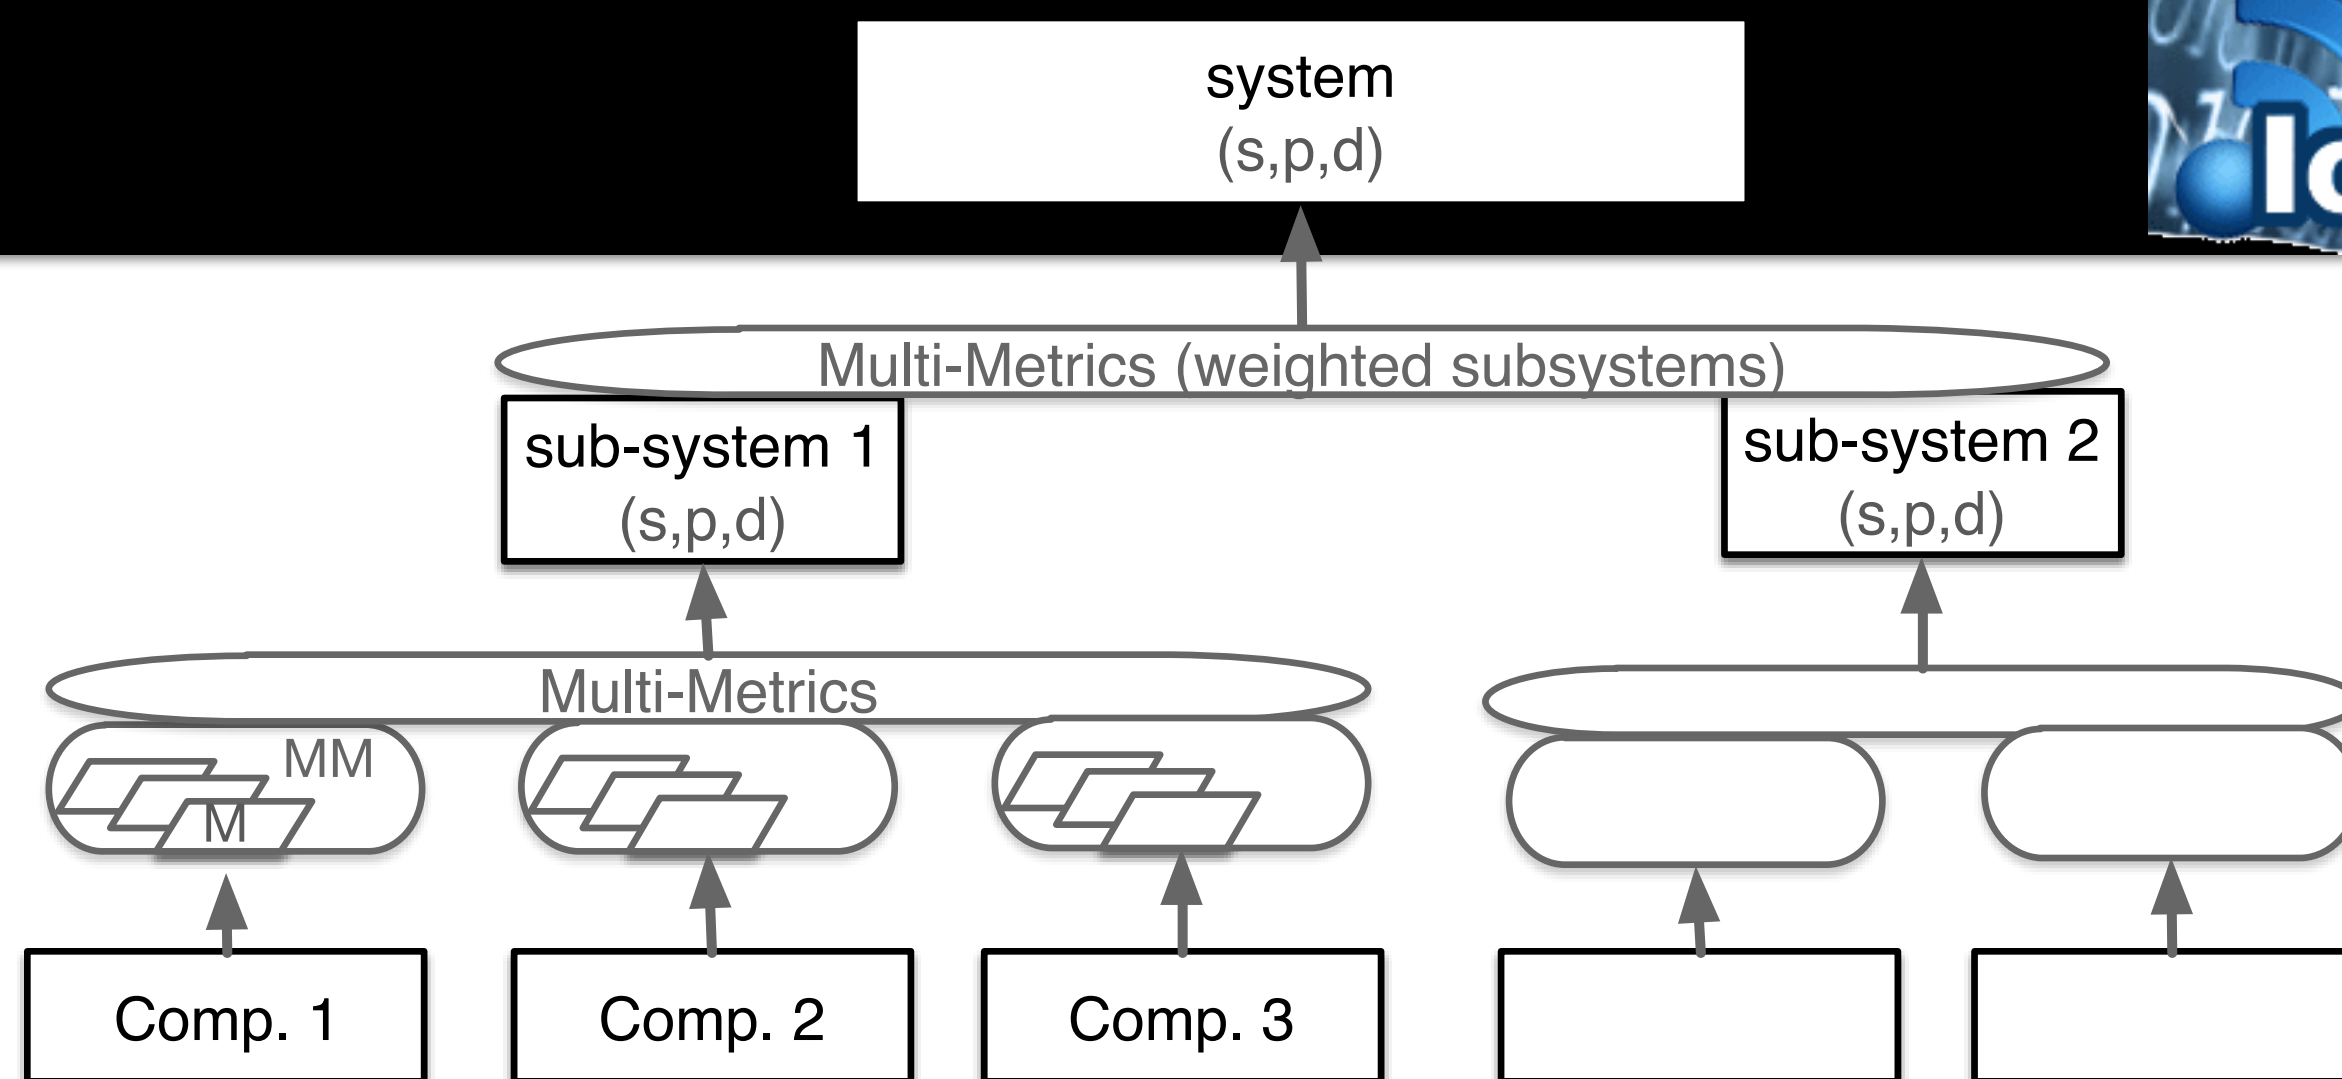 system
(s,p,d)
Multi-Metrics (weighted subsystems)
sub-system 1
(s,p,d)
sub-system 2
(s,p,d)
Multi-Metrics
MM
M
Comp. 1
Comp. 2
Comp. 3